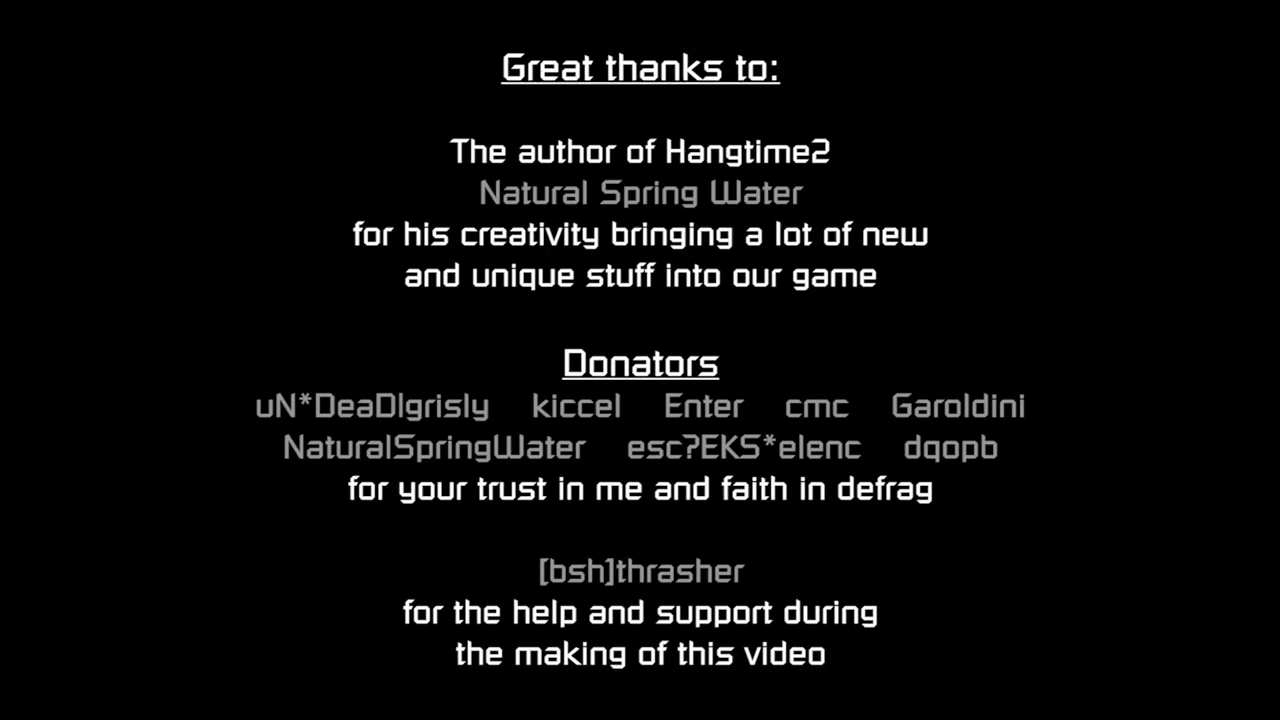 Great thanks to:
The author of Hangtime2
Natural Spring Water
for his creativity bringing a lot of new
and unique stuff into our game
Donators
uN*DeaD|grisly kiccel Enter cmc Garoldini
NaturalSpringWater esc?EKS*elenc dqopb
for your trust in me and faith in defrag
[bsh]thrasher
for the help and support during
the making of this video